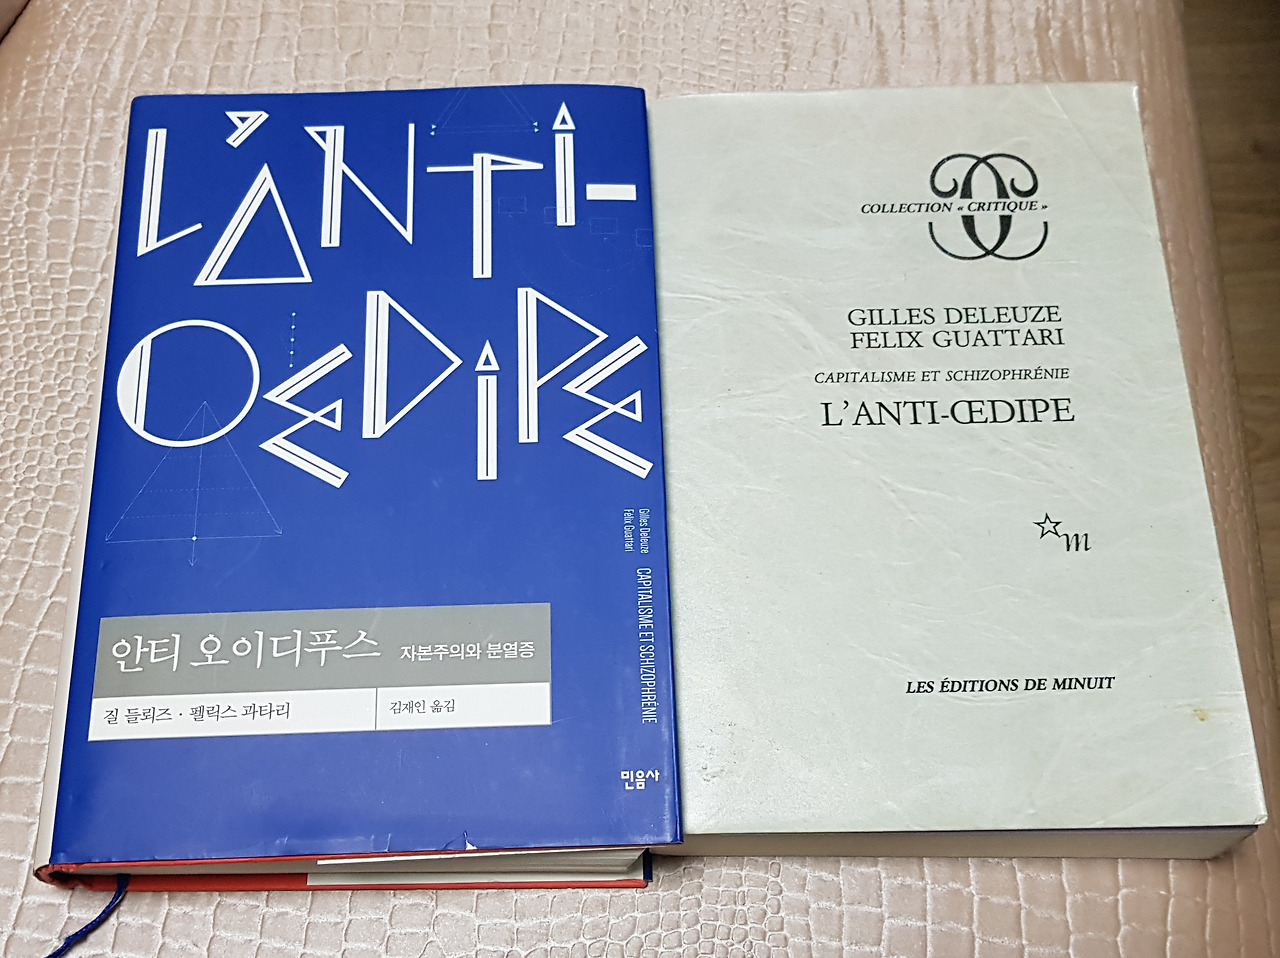 L'ANTI-
OEDIPE
Gilles Deleuze
Félix Guattari
CAPITALISME ET SCHIZOPHRÉNIE
안티 오이디푸스 자본주의와 분열증
질 들뢰즈·펠릭스 과타리
김재인 옮김
민음사
COLLECTION « CRITIQUE »
GILLES DELEUZE
FELIX GUATTARI
CAPITALISME ET SCHIZOPHRÉNIE
L'ANTI-ŒDIPE
m
LES ÉDITIONS DE MINUIT